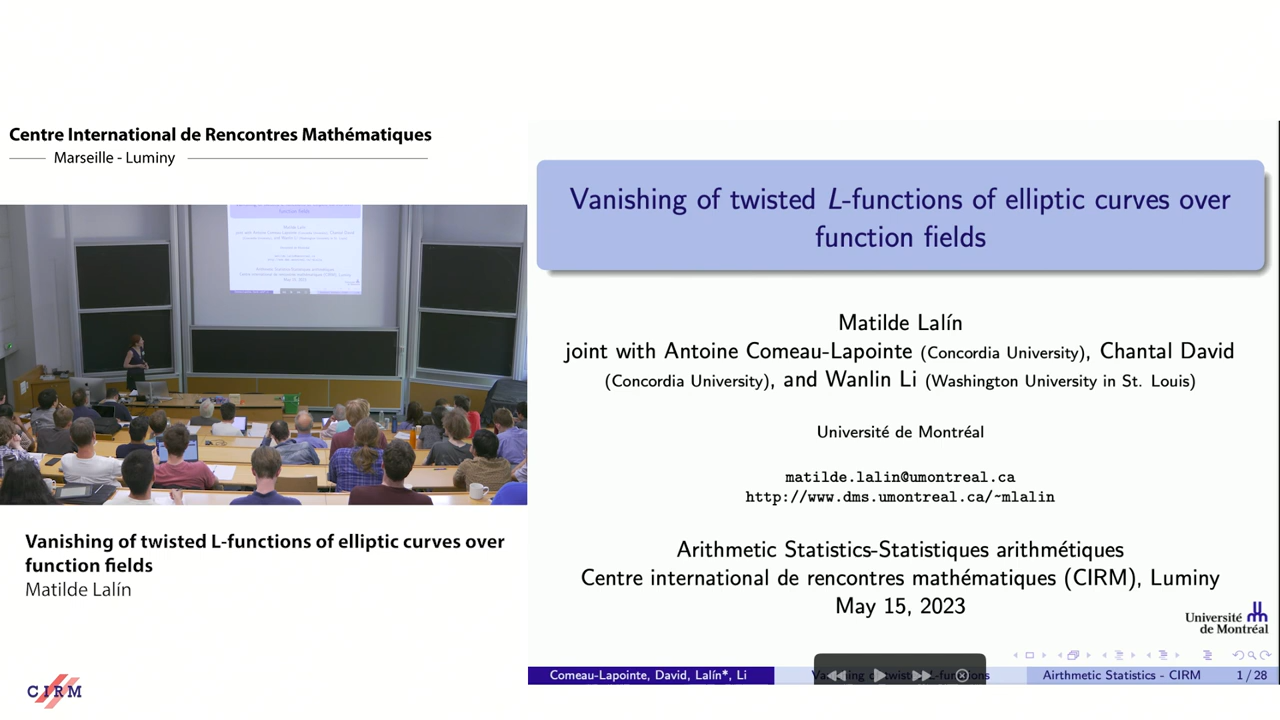 Centre International de Rencontres Mathématiques
Marseille - Luminy
Vanishing of twisted L-functions of elliptic curves over
function fields
Matilde Lalín
CIRM
Vanishing of twisted L-functions of elliptic curves over
function fields
Matilde Lalín
joint with Antoine Comeau-Lapointe (Concordia University), Chantal David
(Concordia University), and Wanlin Li (Washington University in St. Louis)
Université de Montréal
matilde.lalin@umontreal.ca
http://www.dms.umontreal.ca/~mlalin
Arithmetic Statistics-Statistiques arithmétiques
Centre international de rencontres mathématiques (CIRM), Luminy
May 15, 2023
Université
de Montréal
Comeau-Lapointe, David, Lalín*, Li
Vanishing of twisted L-functions
Airthmetic Statistics - CIRM
1 / 28